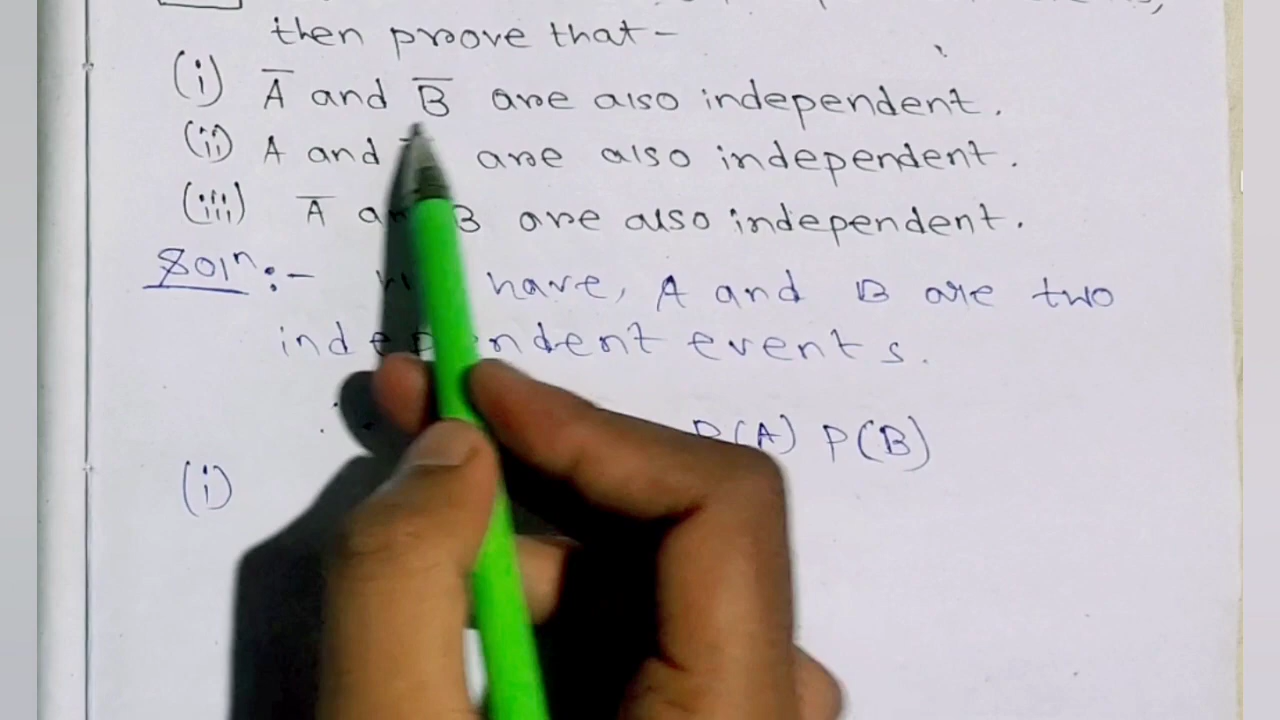 then prove that -
(i) A̅ and B̅ are also independent.
(ii) A and are also independent.
(iii) A̅ B are also independent.
Solⁿ :- have, A and B are two
independent events.
P(A) P(B)
(i)